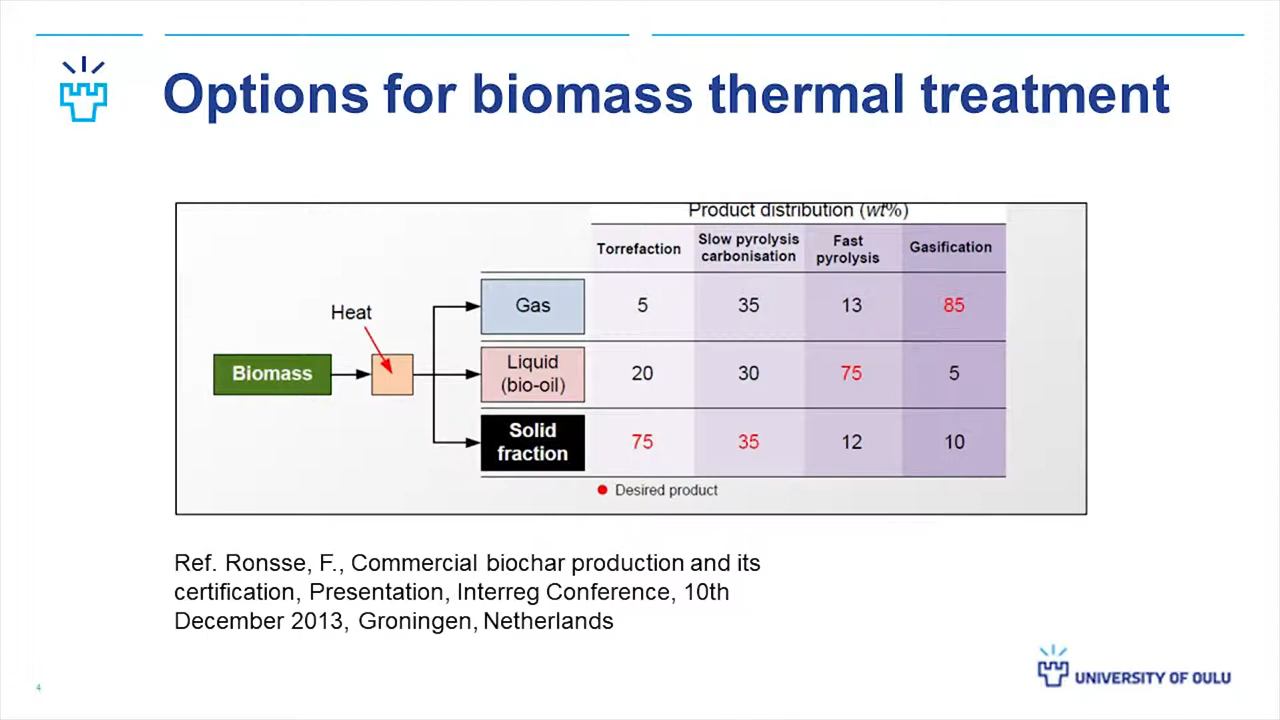 Options for biomass thermal treatment
Product distribution (wt%)
Torrefaction
Slow pyrolysis
carbonisation
Fast
pyrolysis
Gasification
Heat
Biomass
Gas
5
35
13
85
Liquid
(bio-oil)
20
30
75
5
Solid
fraction
75
35
12
10
Desired product
Ref. Ronsse, F., Commercial biochar production and its
certification, Presentation, Interreg Conference, 10th
December 2013, Groningen, Netherlands
4
UNIVERSITY OF OULU